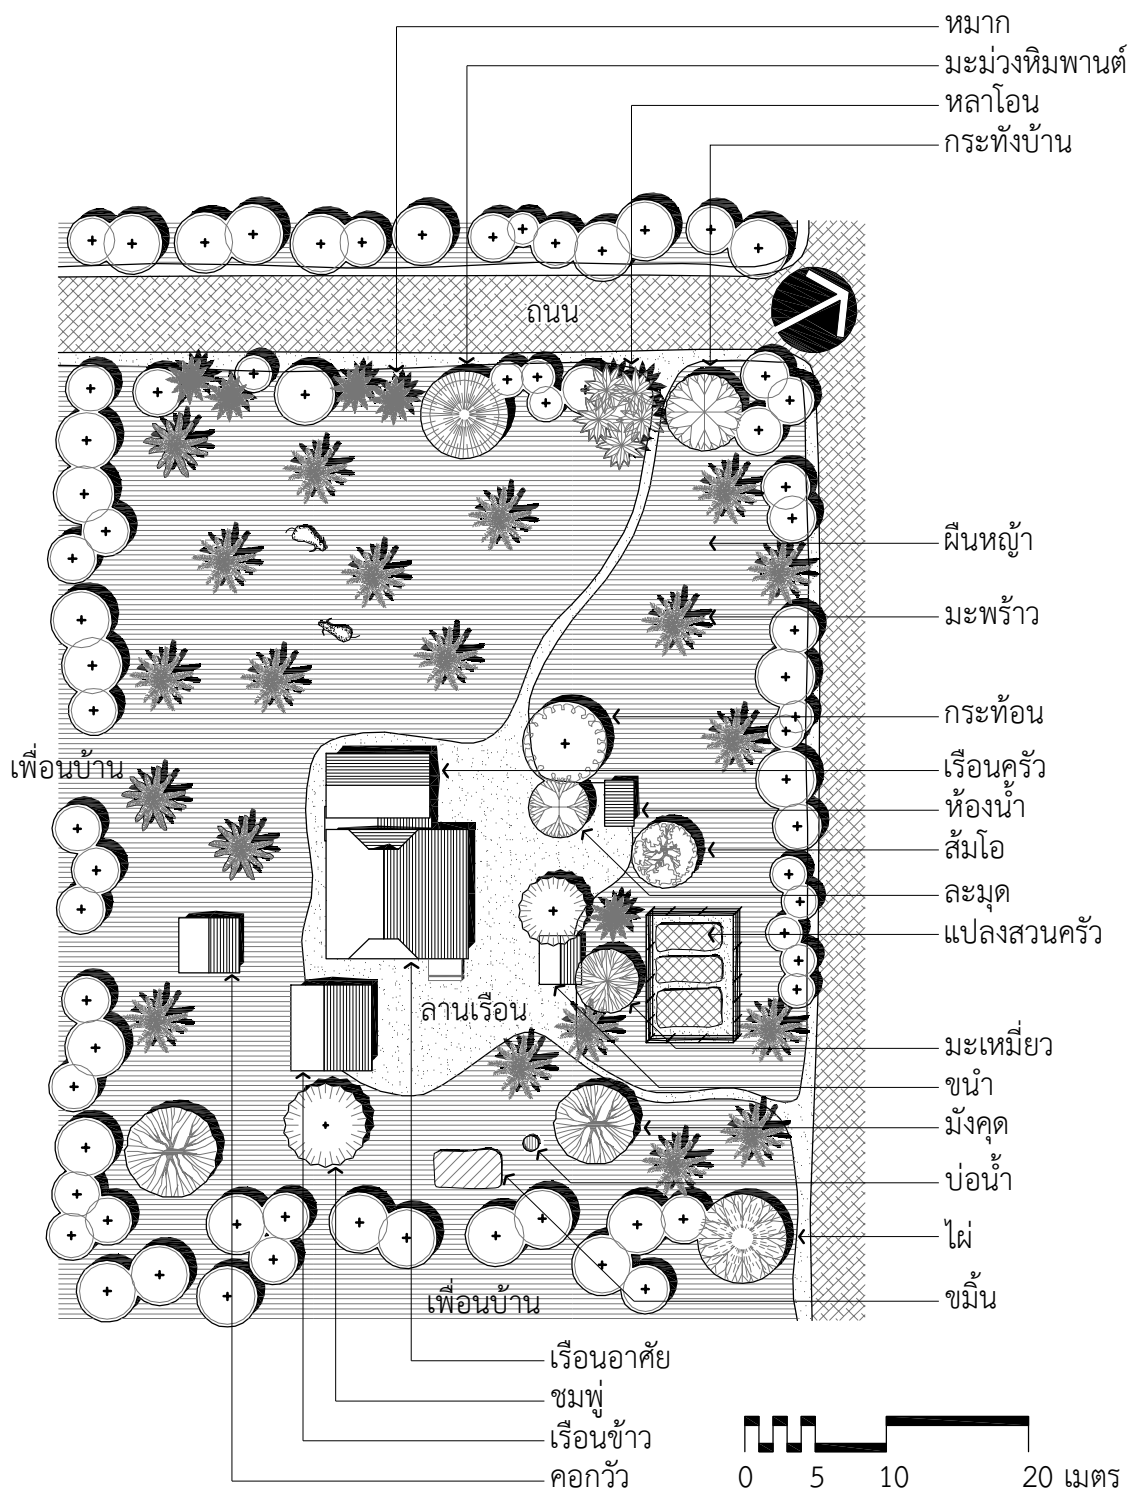 หมาก
มะม่วงหิมพานต์
หลาโอน
กระทังบ้าน
ถนน
ผืนหญ้า
มะพร้าว
กระท้อน
เพื่อนบ้าน
เรือนครัว
ห้องน้ำ
ส้มโอ
ละมุด
แปลงสวนครัว
ลานเรือน
มะเหมี่ยว
ขนำ
มังคุด
บ่อน้ำ
ไผ่
ขมิ้น
เพื่อนบ้าน
เรือนอาศัย
ชมพู่
เรือนข้าว
คอกวัว
0 5 10 20 เมตร